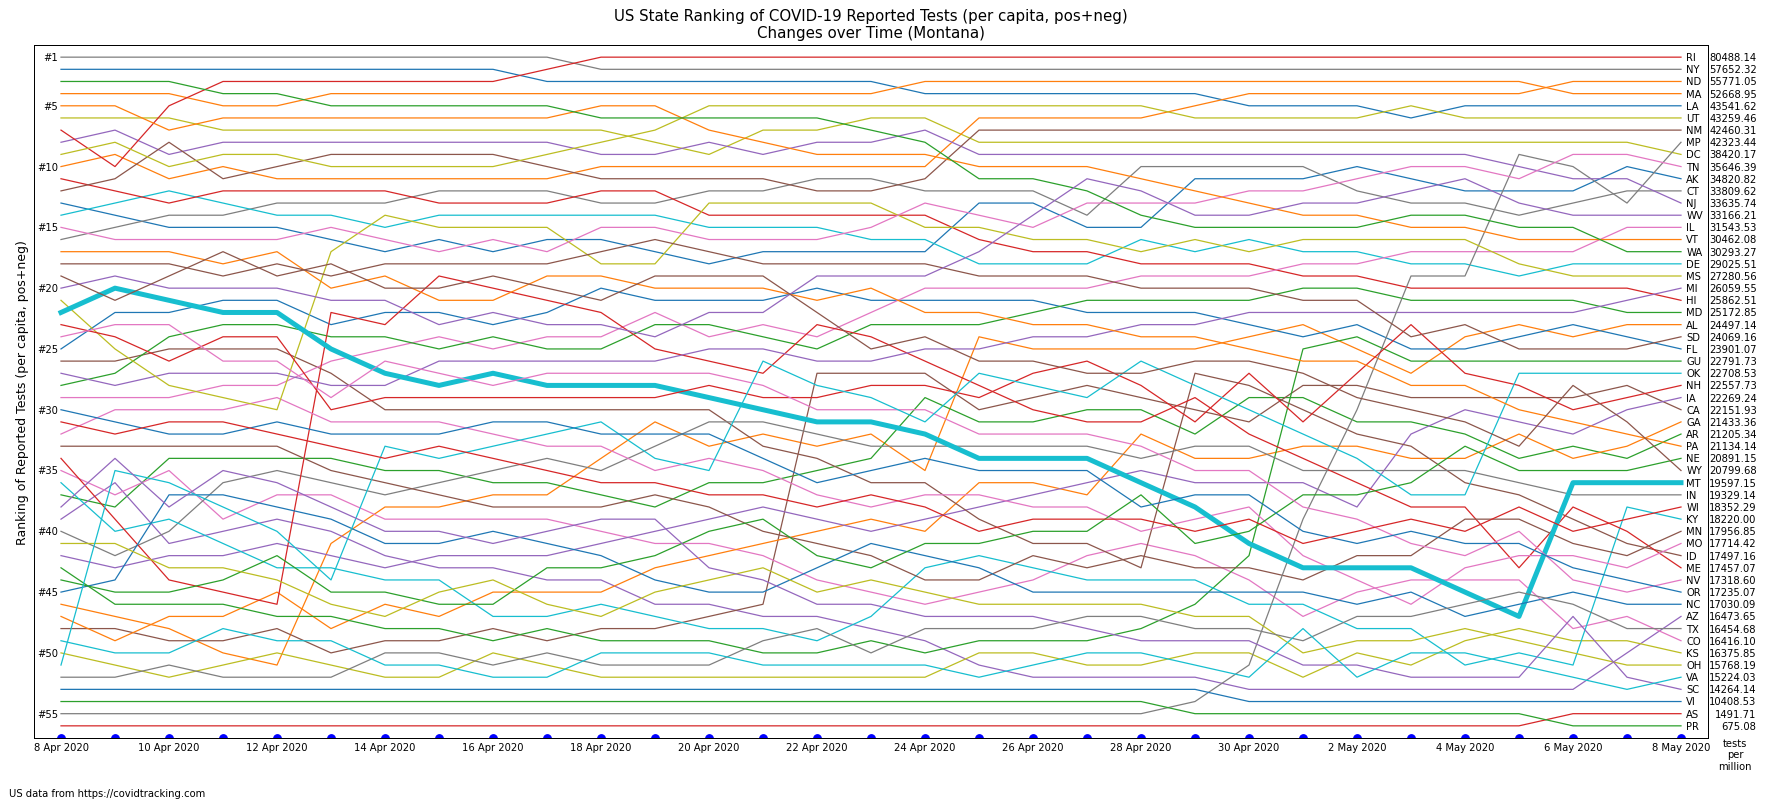 US State Ranking of COVID-19 Reported Tests (per capita, pos+neg)
Changes over Time (Montana)
Ranking of Reported Tests (per capita, pos+neg)
#1
#5
#10
#15
#20
#25
#30
#35
#40
#45
#50
#55
RI 80488.14
NY 57652.32
ND 55771.05
MA 52668.95
LA 43541.62
UT 43259.46
NM 42460.31
MP 42323.44
DC 38420.17
TN 35646.39
AK 34820.82
CT 33809.62
NJ 33635.74
WV 33166.21
IL 31543.53
VT 30462.08
WA 30293.27
DE 29025.51
MS 27280.56
MI 26059.55
HI 25862.51
MD 25172.85
AL 24497.14
SD 24069.16
FL 23901.07
GU 22791.73
OK 22708.53
NH 22557.73
IA 22269.24
CA 22151.93
GA 21433.36
AR 21205.34
PA 21134.14
NE 20891.15
WY 20799.68
MT 19597.15
IN 19329.14
WI 18352.29
KY 18220.00
MN 17956.85
MO 17714.42
ID 17497.16
ME 17457.07
NV 17318.60
OR 17235.07
NC 17030.09
AZ 16473.65
TX 16454.68
CO 16416.10
KS 16375.85
OH 15768.19
VA 15224.03
SC 14264.14
VI 10408.53
AS 1491.71
PR 675.08
8 Apr 2020 10 Apr 2020 12 Apr 2020 14 Apr 2020 16 Apr 2020 18 Apr 2020 20 Apr 2020 22 Apr 2020 24 Apr 2020 26 Apr 2020 28 Apr 2020 30 Apr 2020 2 May 2020 4 May 2020 6 May 2020 8 May 2020
tests
per
million
US data from https://covidtracking.com